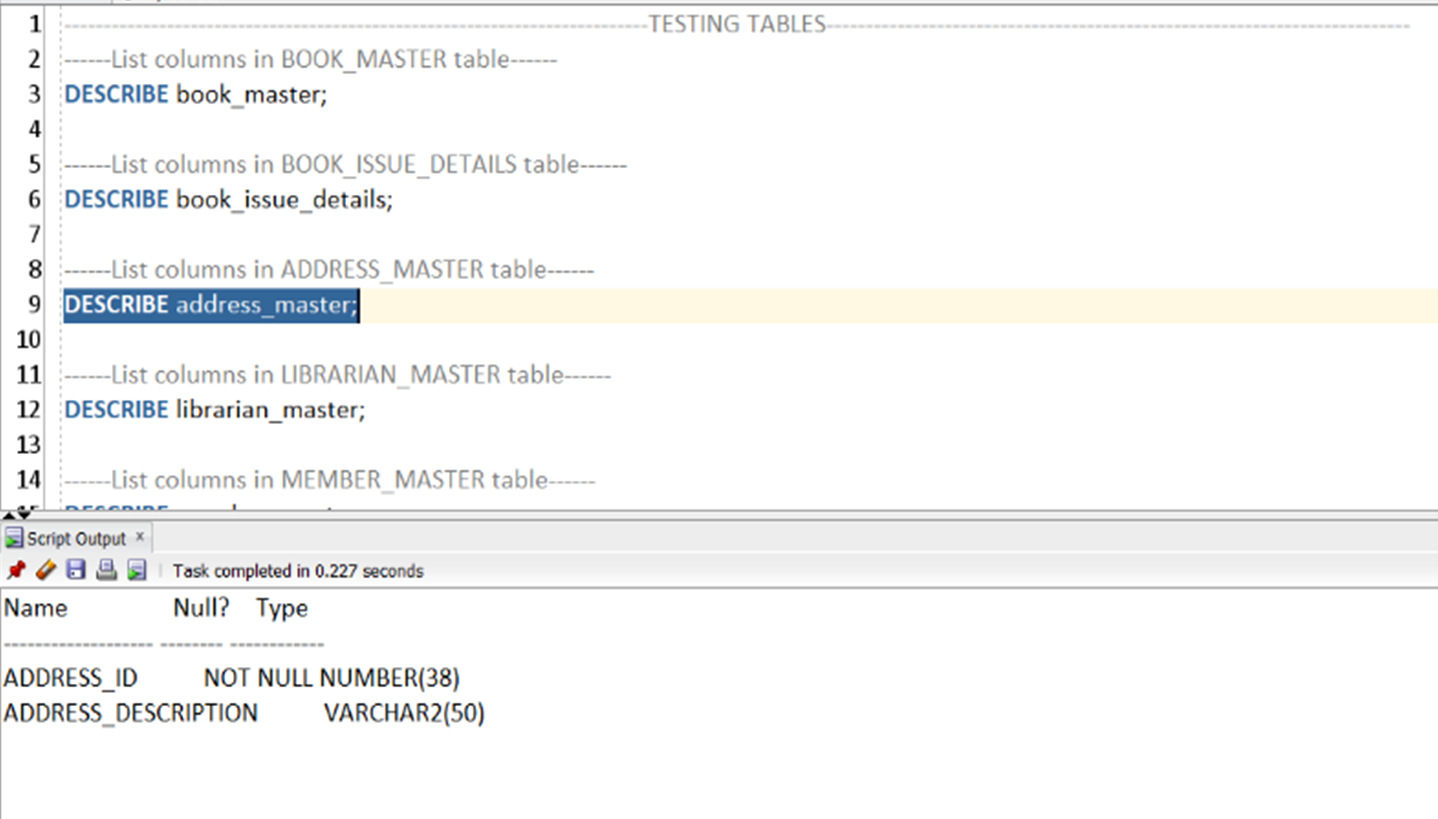 1 ------TESTING TABLES------
2 ------List columns in BOOK_MASTER table------
3 DESCRIBE book_master;
4
5 ------List columns in BOOK_ISSUE_DETAILS table------
6 DESCRIBE book_issue_details;
7
8 ------List columns in ADDRESS_MASTER table------
9 DESCRIBE address_master;
10
11 ------List columns in LIBRARIAN_MASTER table------
12 DESCRIBE librarian_master;
13
14 ------List columns in MEMBER_MASTER table------
Script Output ×
Task completed in 0.227 seconds
Name Null? Type
------------------- -------- ------------
ADDRESS_ID NOT NULL NUMBER(38)
ADDRESS_DESCRIPTION VARCHAR2(50)